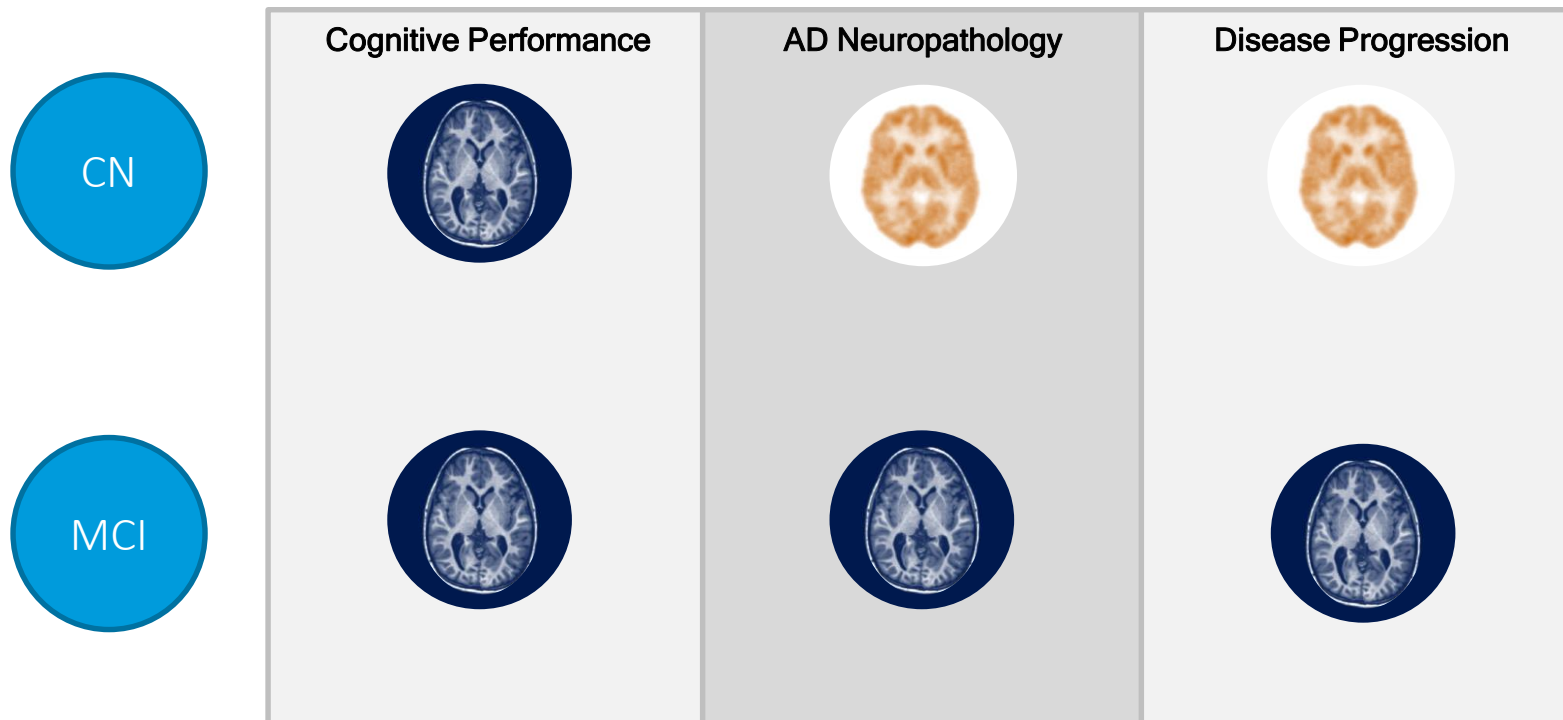 Cognitive Performance
AD Neuropathology
Disease Progression
CN
MCI